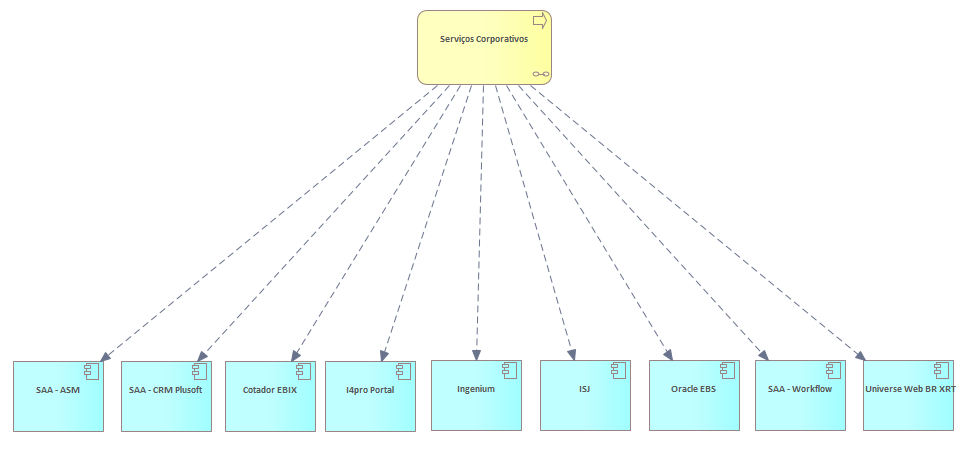 Serviços Corporativos
SAA - ASM
SAA - CRM Plusoft
Cotador EBIX
I4pro Portal
Ingenium
ISJ
Oracle EBS
SAA - Workflow
Universe Web BR XRT